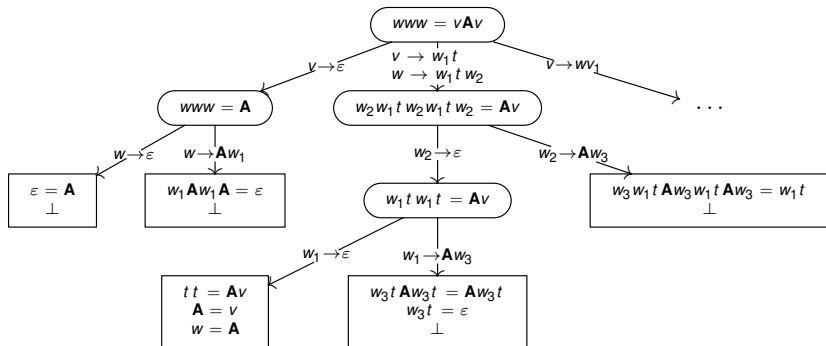 www = vAv
v→ε
v → w₁t
w → w₁t w₂
v→wv₁
www = A
w₂w₁t w₂w₁t w₂ = Av
. . .
w→ε
w→Aw₁
w₂→ε
w₂→Aw₃
ε = A
⊥
w₁Aw₁A = ε
⊥
w₁t w₁t = Av
w₃w₁t Aw₃w₁t Aw₃ = w₁t
⊥
w₁→ε
w₁→Aw₃
t t = Av
A = v
w = A
w₃t Aw₃t = Aw₃t
w₃t = ε
⊥